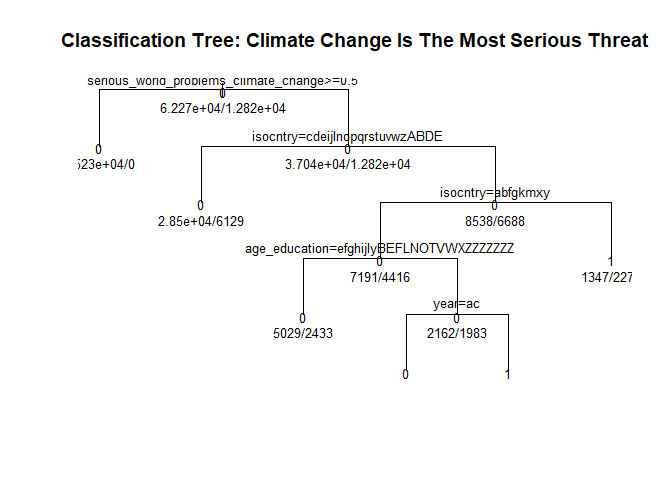 Classification Tree: Climate Change Is The Most Serious Threat
serious_world_problems_climate_change>=0.5
0
6.227e+04/1.282e+04
isocntry=cdeijlnopqrstuvwzABDE
0
523e+04/0
0
3.704e+04/1.282e+04
isocntry=abfgkmxy
0
2.85e+04/6129
0
8538/6688
age_education=efghijlyBEFLNOTVWXZZZZZZZ
0
7191/4416
1
1347/227
year=ac
0
5029/2433
0
2162/1983
0
1